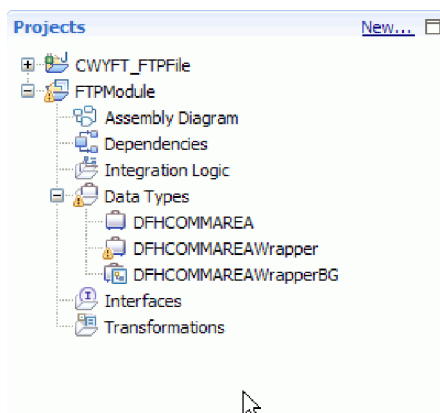 Projects New...
CWYFT_FTPFile
FTPModule
Assembly Diagram
Dependencies
Integration Logic
Data Types
DFHCOMMAREA
DFHCOMMAREAWrapper
DFHCOMMAREAWrapperBG
Interfaces
Transformations